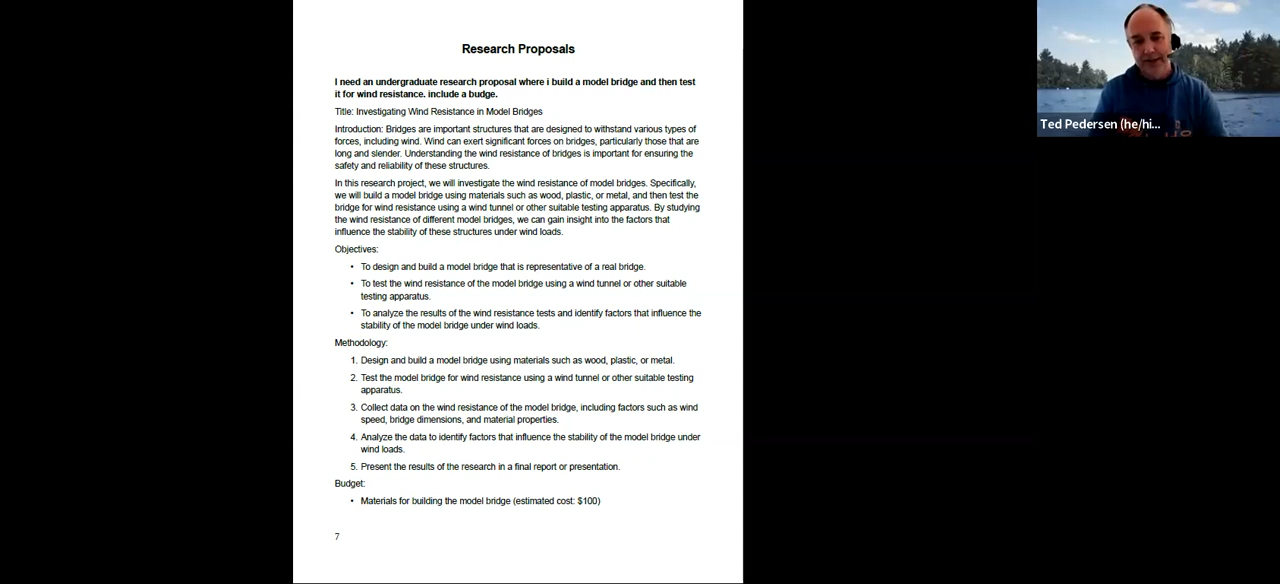 Research Proposals
I need an undergraduate research proposal where i build a model bridge and then test
it for wind resistance. include a budge.
Title: Investigating Wind Resistance in Model Bridges
Introduction: Bridges are important structures that are designed to withstand various types of
forces, including wind. Wind can exert significant forces on bridges, particularly those that are
long and slender. Understanding the wind resistance of bridges is important for ensuring the
safety and reliability of these structures.
In this research project, we will investigate the wind resistance of model bridges. Specifically,
we will build a model bridge using materials such as wood, plastic, or metal, and then test the
bridge for wind resistance using a wind tunnel or other suitable testing apparatus. By studying
the wind resistance of different model bridges, we can gain insight into the factors that
influence the stability of these structures under wind loads.
Objectives:
• To design and build a model bridge that is representative of a real bridge.
• To test the wind resistance of the model bridge using a wind tunnel or other suitable
testing apparatus.
• To analyze the results of the wind resistance tests and identify factors that influence the
stability of the model bridge under wind loads.
Methodology:
1. Design and build a model bridge using materials such as wood, plastic, or metal.
2. Test the model bridge for wind resistance using a wind tunnel or other suitable testing
apparatus.
3. Collect data on the wind resistance of the model bridge, including factors such as wind
speed, bridge dimensions, and material properties.
4. Analyze the data to identify factors that influence the stability of the model bridge under
wind loads.
5. Present the results of the research in a final report or presentation.
Budget:
• Materials for building the model bridge (estimated cost: $100)
7
Ted Pedersen (he/hi...